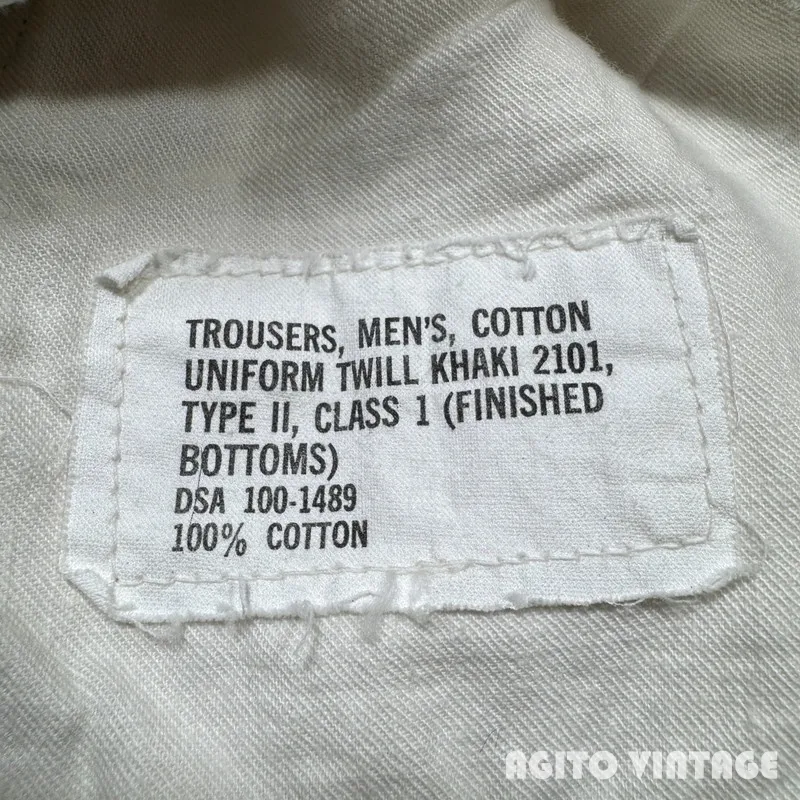 TROUSERS, MEN'S, COTTON
UNIFORM TWILL KHAKI 2101,
TYPE II, CLASS 1 (FINISHED
BOTTOMS)
DSA 100-1489
100% COTTON
AGITO VINTAGE